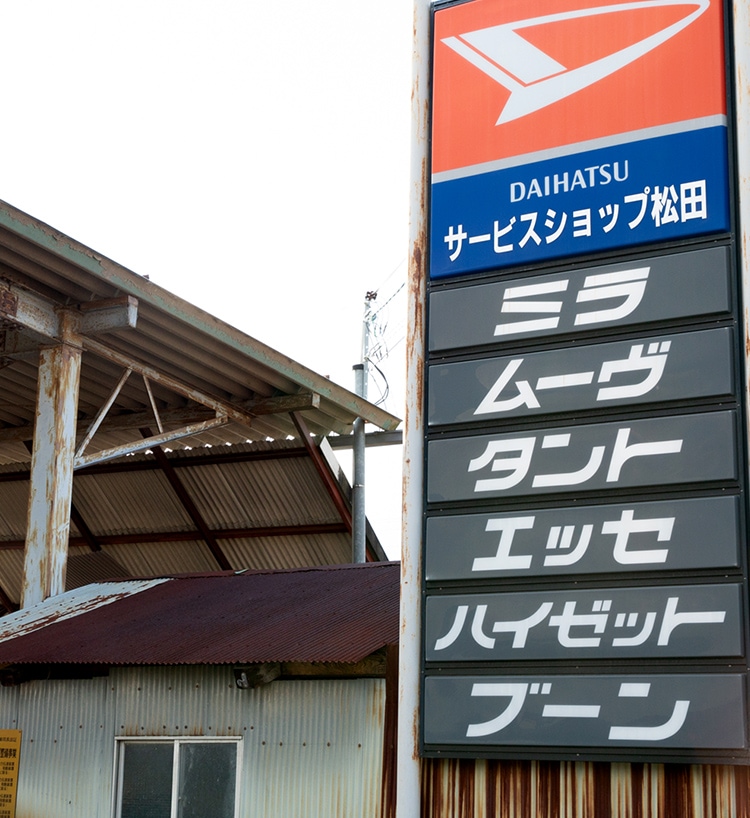 DAIHATSU
サービスショップ松田
ミラ
ムーヴ
タント
エッセ
ハイゼット
ブーン